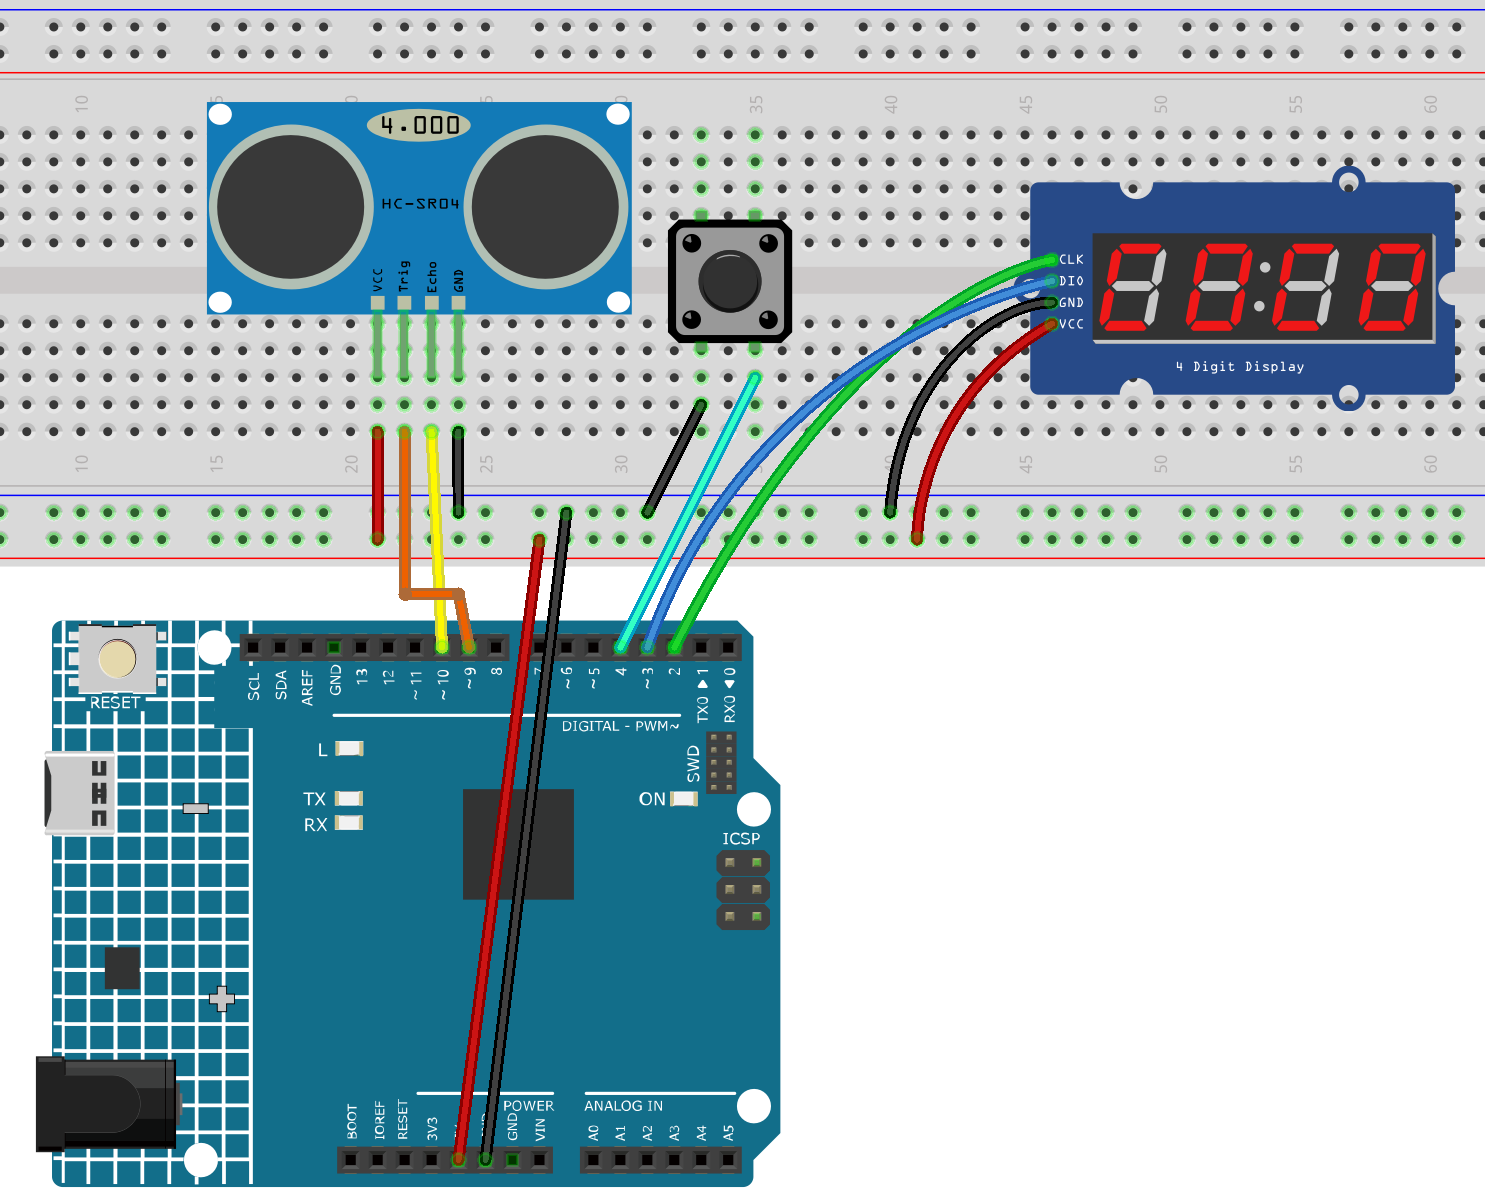 10
35
40
45
50
55
60
4.000
HC-SR04
VCC
Trig
Echo
GND
CLK
DIO
GND
VCC
4 Digit Display
10
15
20
25
30
45
50
55
60
RESET
SCL
SDA
AREF
GND
13
12
~11
~10
~9
8
7
~6
~5
4
~3
2
TX0 ▶ 1
RX0 ◀ 0
DIGITAL - PWM~
L
TX
RX
ON
SWD
ICSP
BOOT
IOREF
RESET
3V3
GND
VIN
POWER
ANALOG IN
A0
A1
A2
A3
A4
A5